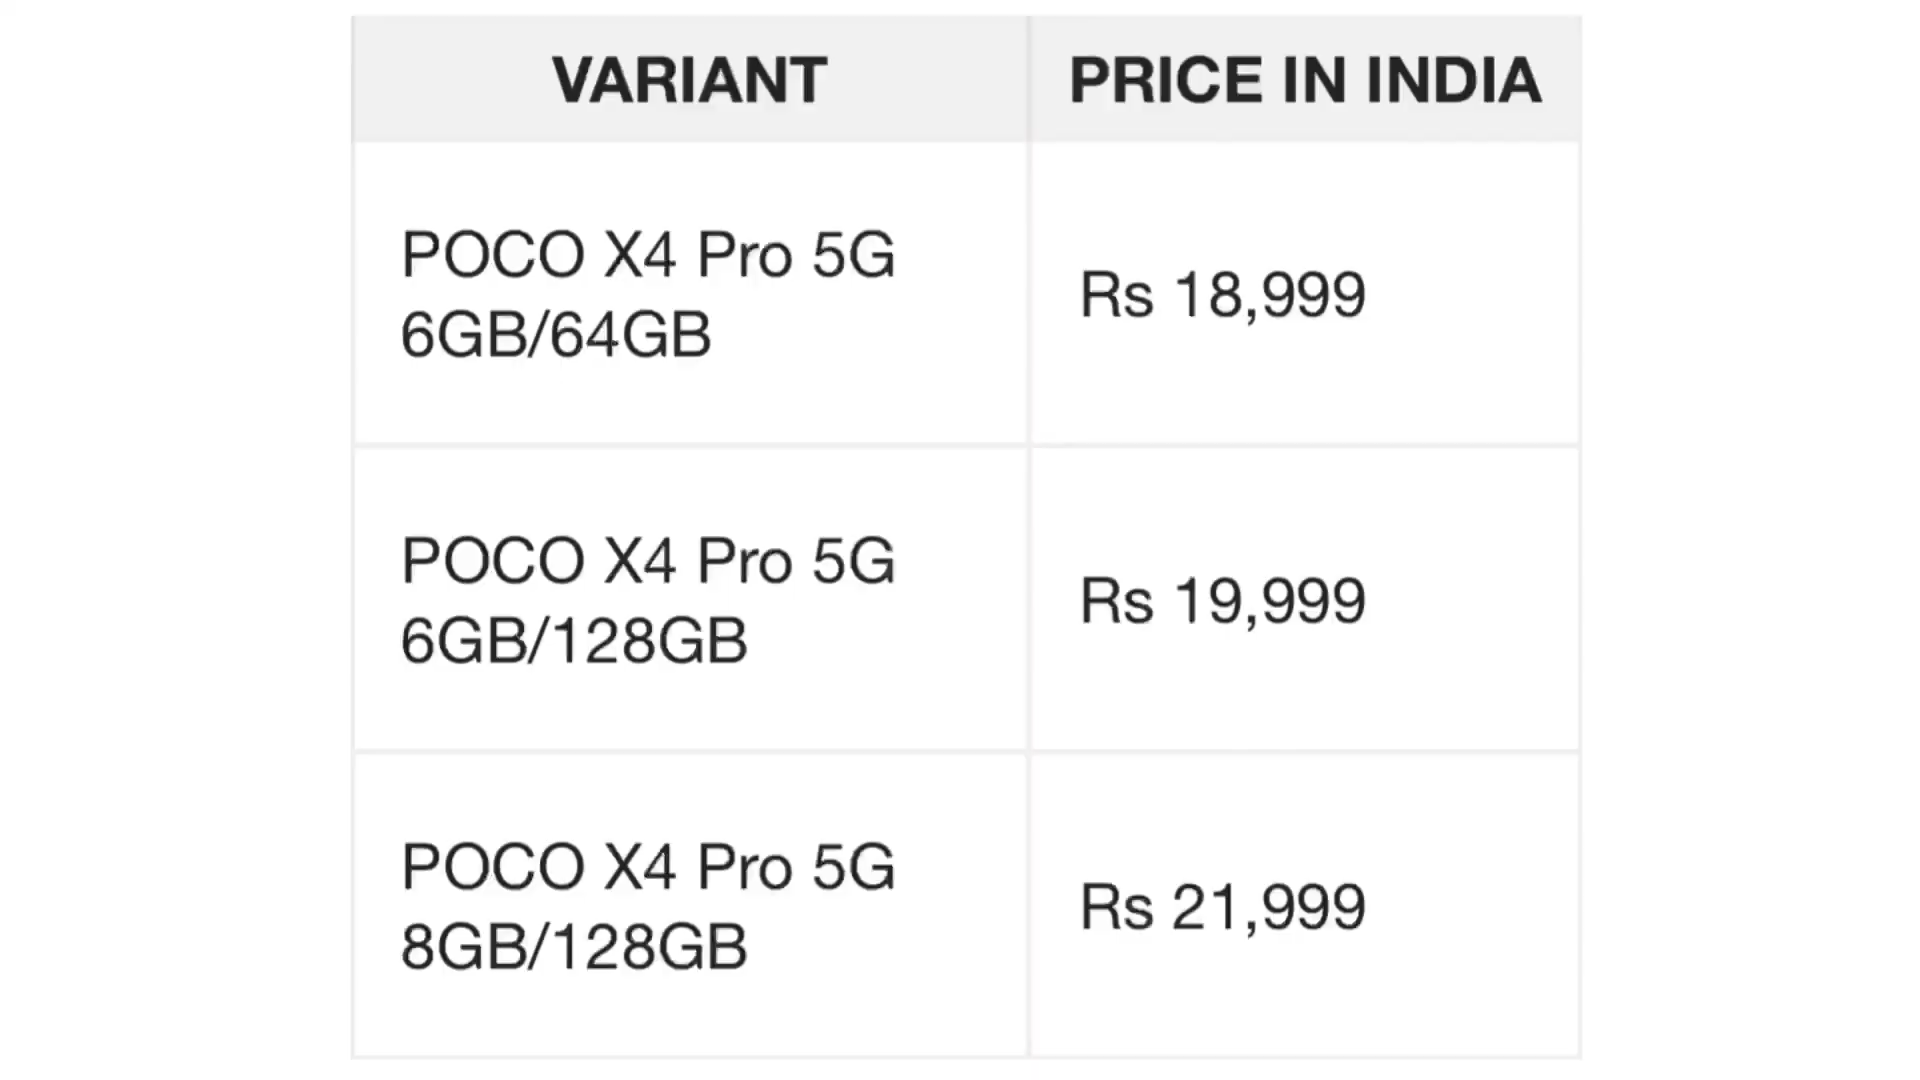 VARIANT
PRICE IN INDIA
POCO X4 Pro 5G
6GB/64GB
Rs 18,999
POCO X4 Pro 5G
6GB/128GB
Rs 19,999
POCO X4 Pro 5G
8GB/128GB
Rs 21,999